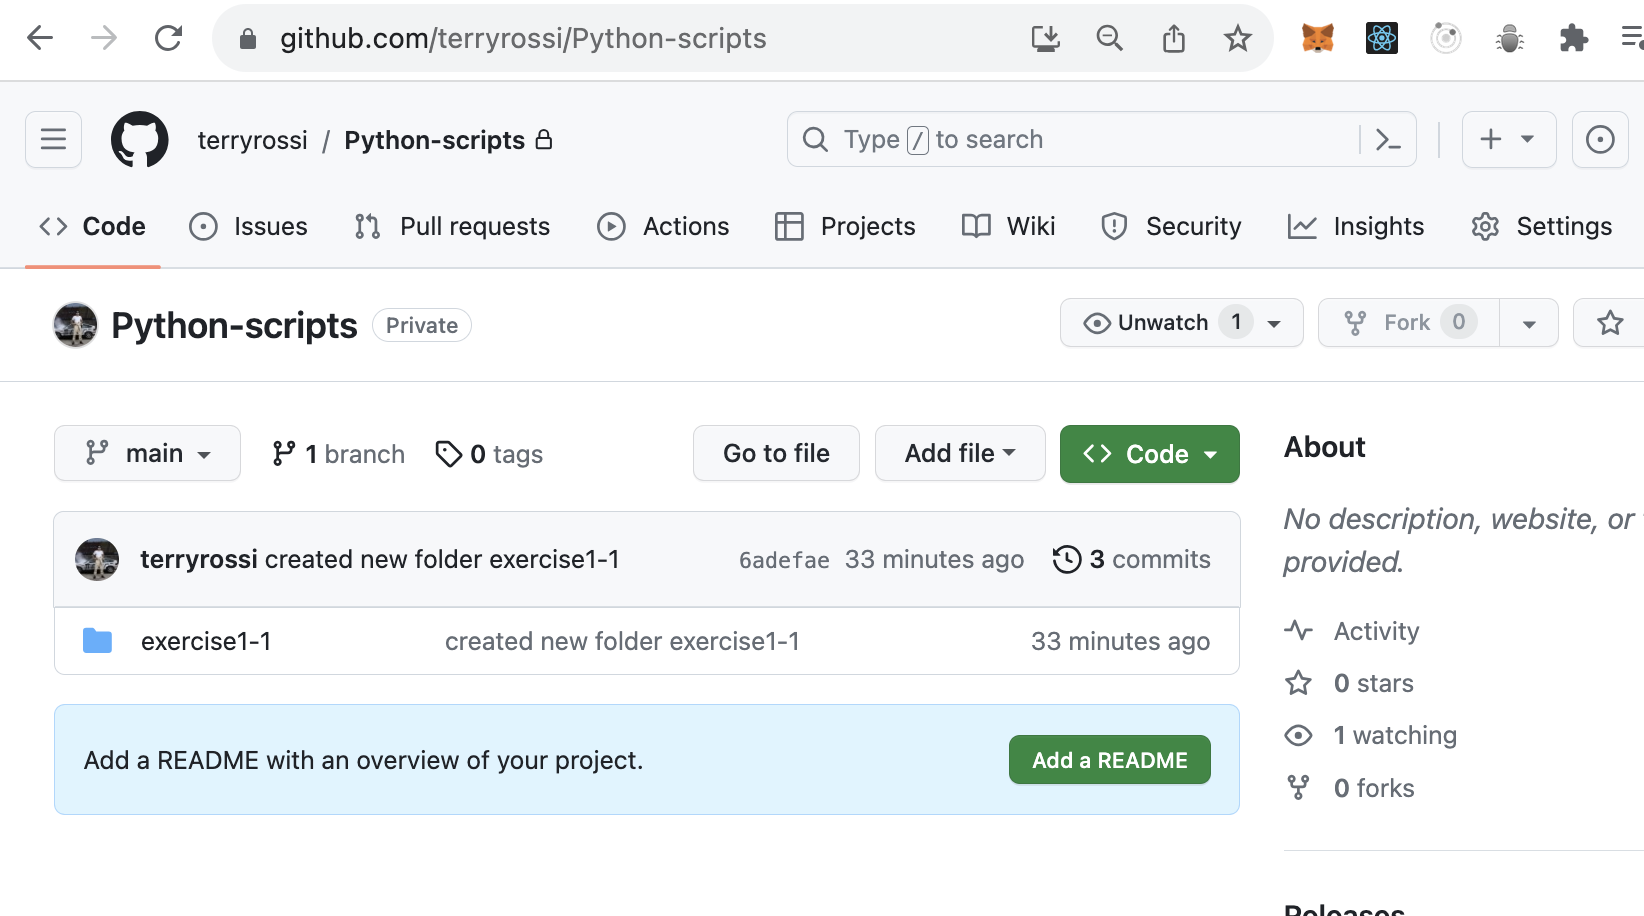 github.com/terryrossi/Python-scripts
terryrossi / Python-scripts
Type / to search
Code Issues Pull requests Actions Projects Wiki Security Insights Settings
Python-scripts Private
Unwatch 1 Fork 0
main 1 branch 0 tags Go to file Add file Code
About
No description, website, or
provided.
terryrossi created new folder exercise1-1 6adefae 33 minutes ago 3 commits
exercise1-1 created new folder exercise1-1 33 minutes ago
Add a README with an overview of your project. Add a README
Activity
0 stars
1 watching
0 forks
Releases